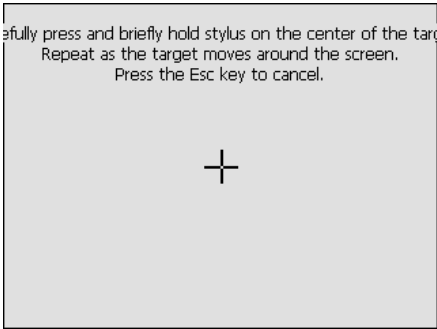 efully press and briefly hold stylus on the center of the targ
Repeat as the target moves around the screen.
Press the Esc key to cancel.